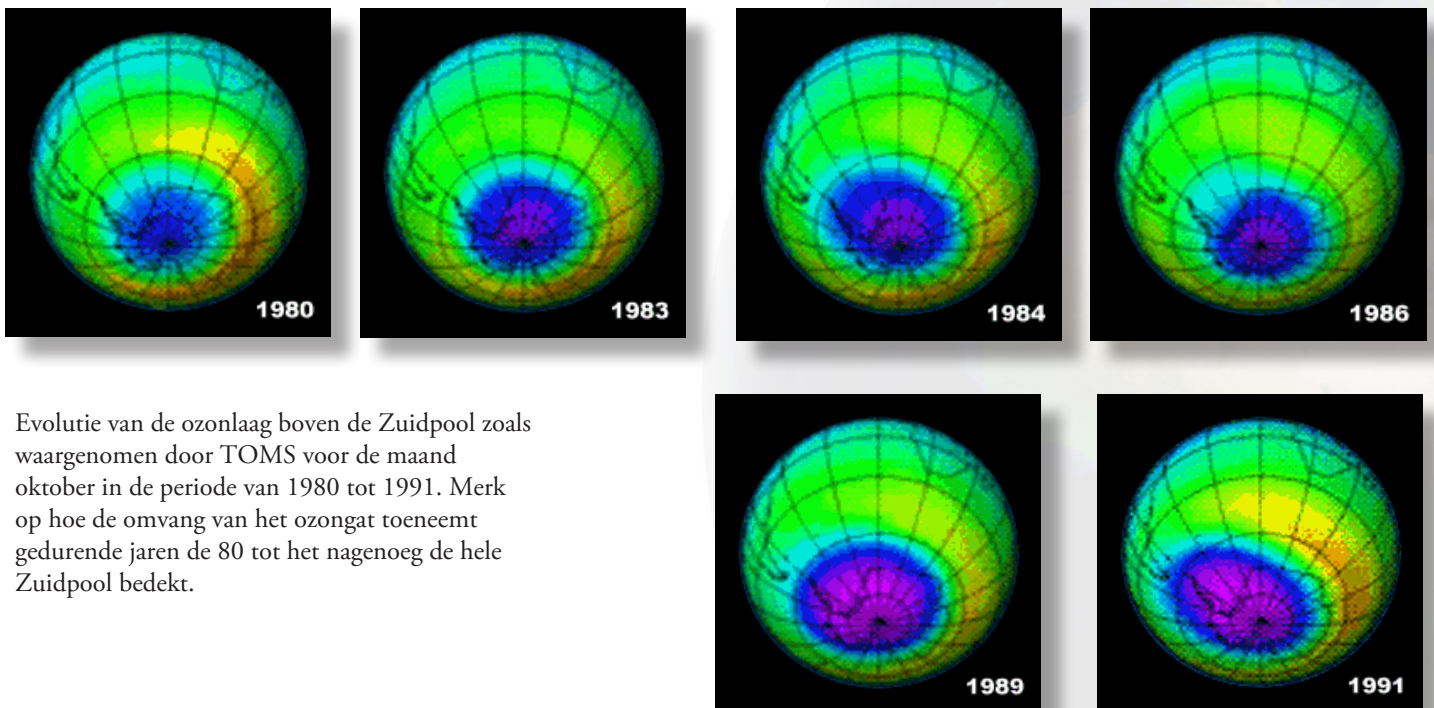 1980
1983
1984
1986
Evolutie van de ozonlaag boven de Zuidpool zoals
waargenomen door TOMS voor de maand
oktober in de periode van 1980 tot 1991. Merk
op hoe de omvang van het ozongat toeneemt
gedurende jaren de 80 tot het nagenoeg de hele
Zuidpool bedekt.
1989
1991